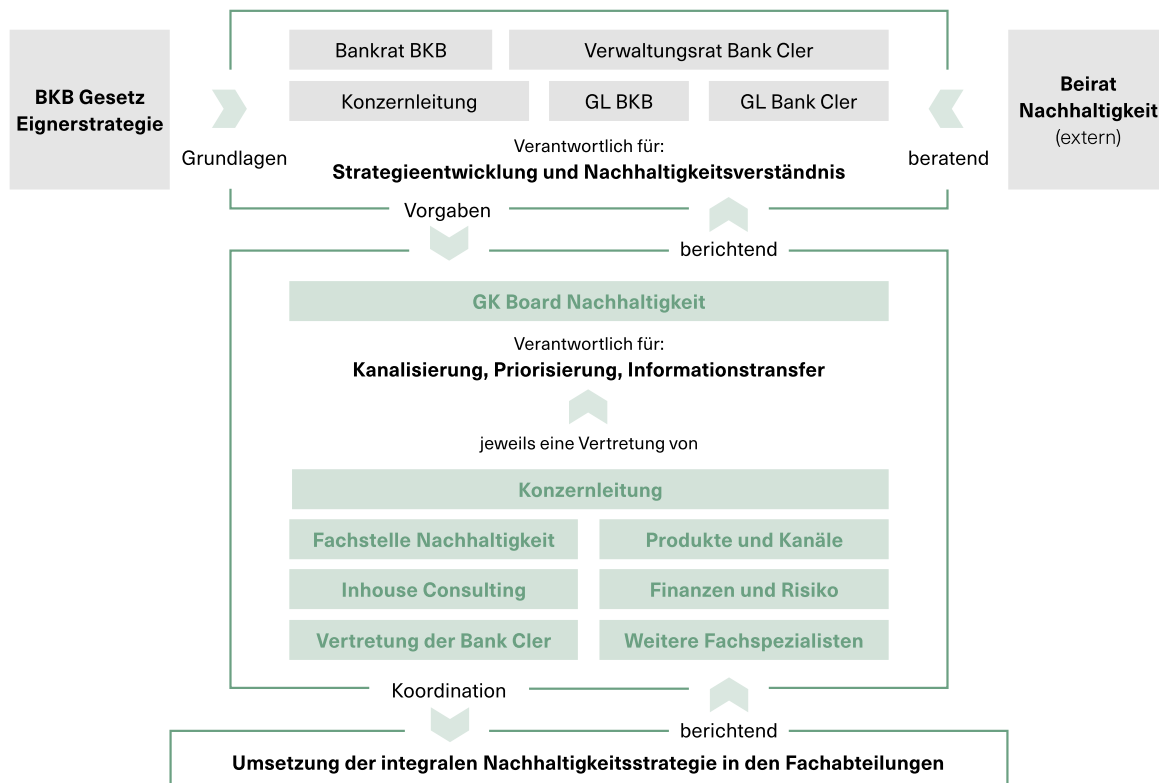 BKB Gesetz
Eignerstrategie
Grundlagen
Bankrat BKB
Verwaltungsrat Bank Cler
Konzernleitung
GL BKB
GL Bank Cler
Verantwortlich für:
Strategieentwicklung und Nachhaltigkeitsverständnis
Beirat
Nachhaltigkeit
(extern)
beratend
Vorgaben
berichtend
GK Board Nachhaltigkeit
Verantwortlich für:
Kanalisierung, Priorisierung, Informationstransfer
jeweils eine Vertretung von
Konzernleitung
Fachstelle Nachhaltigkeit
Produkte und Kanäle
Inhouse Consulting
Finanzen und Risiko
Vertretung der Bank Cler
Weitere Fachspezialisten
Koordination
berichtend
Umsetzung der integralen Nachhaltigkeitsstrategie in den Fachabteilungen